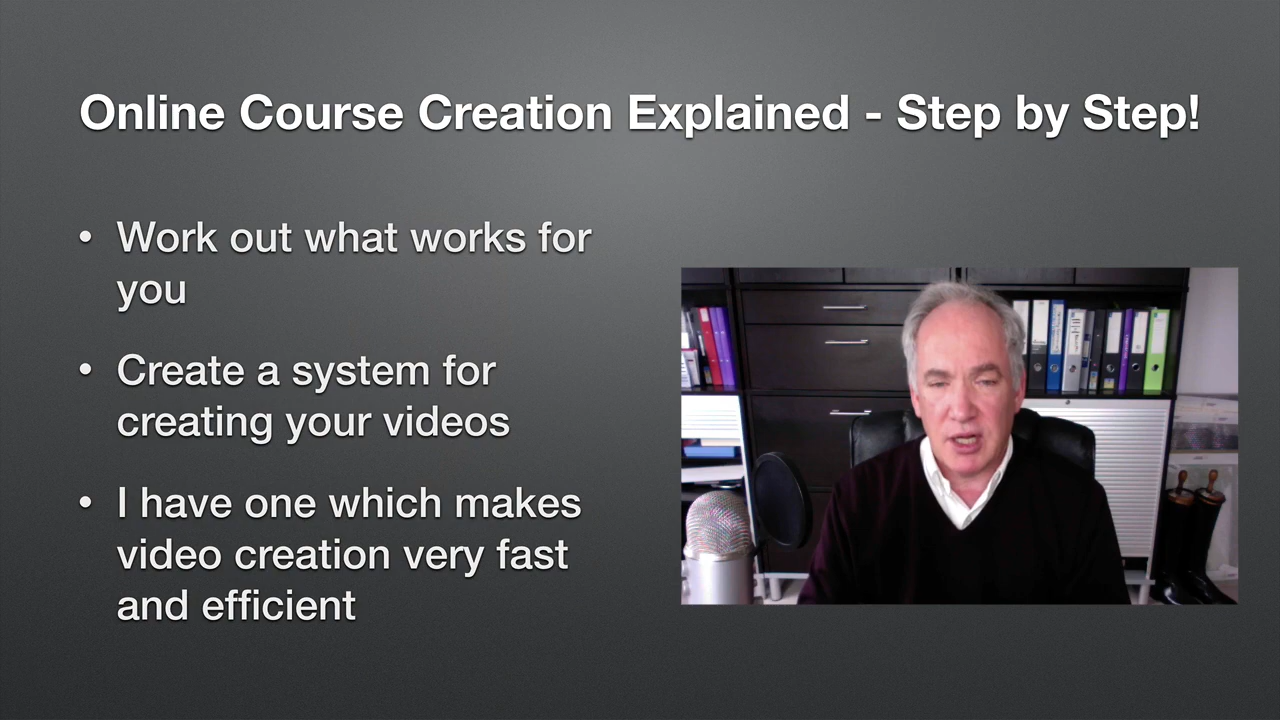 Online Course Creation Explained - Step by Step!
• Work out what works for
you
• Create a system for
creating your videos
• I have one which makes
video creation very fast
and efficient